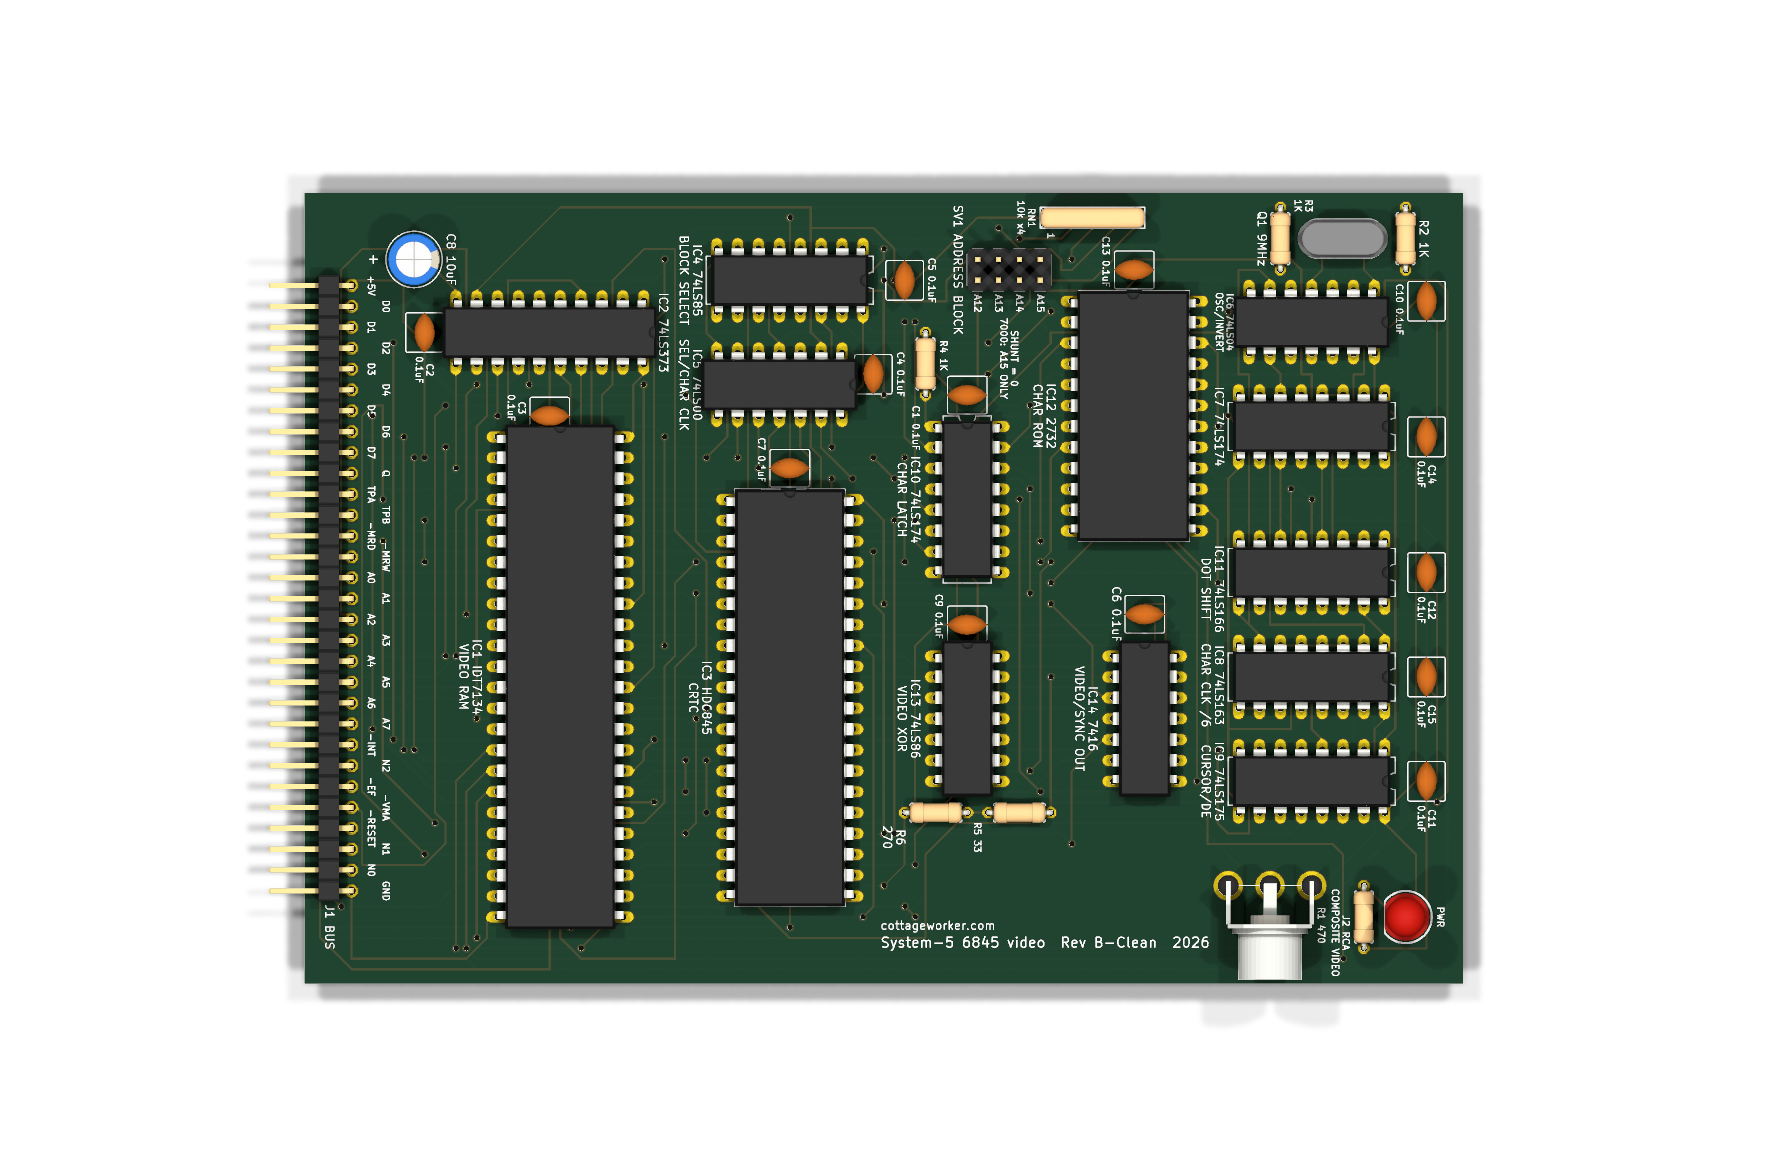 C8 10uF
+
+5V
D0
D1
D2
D3
D4
D5
D6
D7
Q
TPA
TPB
-MRD
-MRW
A0
A1
A2
A3
A4
A5
A6
A7
-INT
N2
-EF
-VMA
-RESET
N1
N0
GND
J1 BUS
C2
0.1uF
IC2 74LS373
C3
0.1uF
IC1 IDT7134
VIDEO RAM
IC4 74LS85
BLOCK SELECT
C5 0.1uF
SEL/CHAR CLK
C4 0.1uF
C7 0.1uF
CRTC
SV1 ADDRESS BLOCK
RN1
10k x4
1
A12
A13
A14
A15
SHUNT = 0
7000: A15 ONLY
R4 1K
C1 0.1uF
IC10 74LS174
CHAR LATCH
C13 0.1uF
IC12 2732
CHAR ROM
C9 0.1uF
IC13 74LS86
VIDEO XOR
C6 0.1uF
IC14 7416
VIDEO/SYNC OUT
R6
270
R5 33
Q1 9MHz
R3
1K
R2 1K
C10 0.1uF
IC6 74LS04
OSC/INVERT
IC7 74LS174
C14
0.1uF
IC11 74LS166
DOT SHIFT
C12
0.1uF
IC8 74LS163
CHAR CLK /6
C15
0.1uF
IC9 74LS175
CURSOR/DE
C11
0.1uF
R1 470
J2 RCA
COMPOSITE VIDEO
PWR
cottageworker.com
System-5 6845 video Rev B-Clean 2026